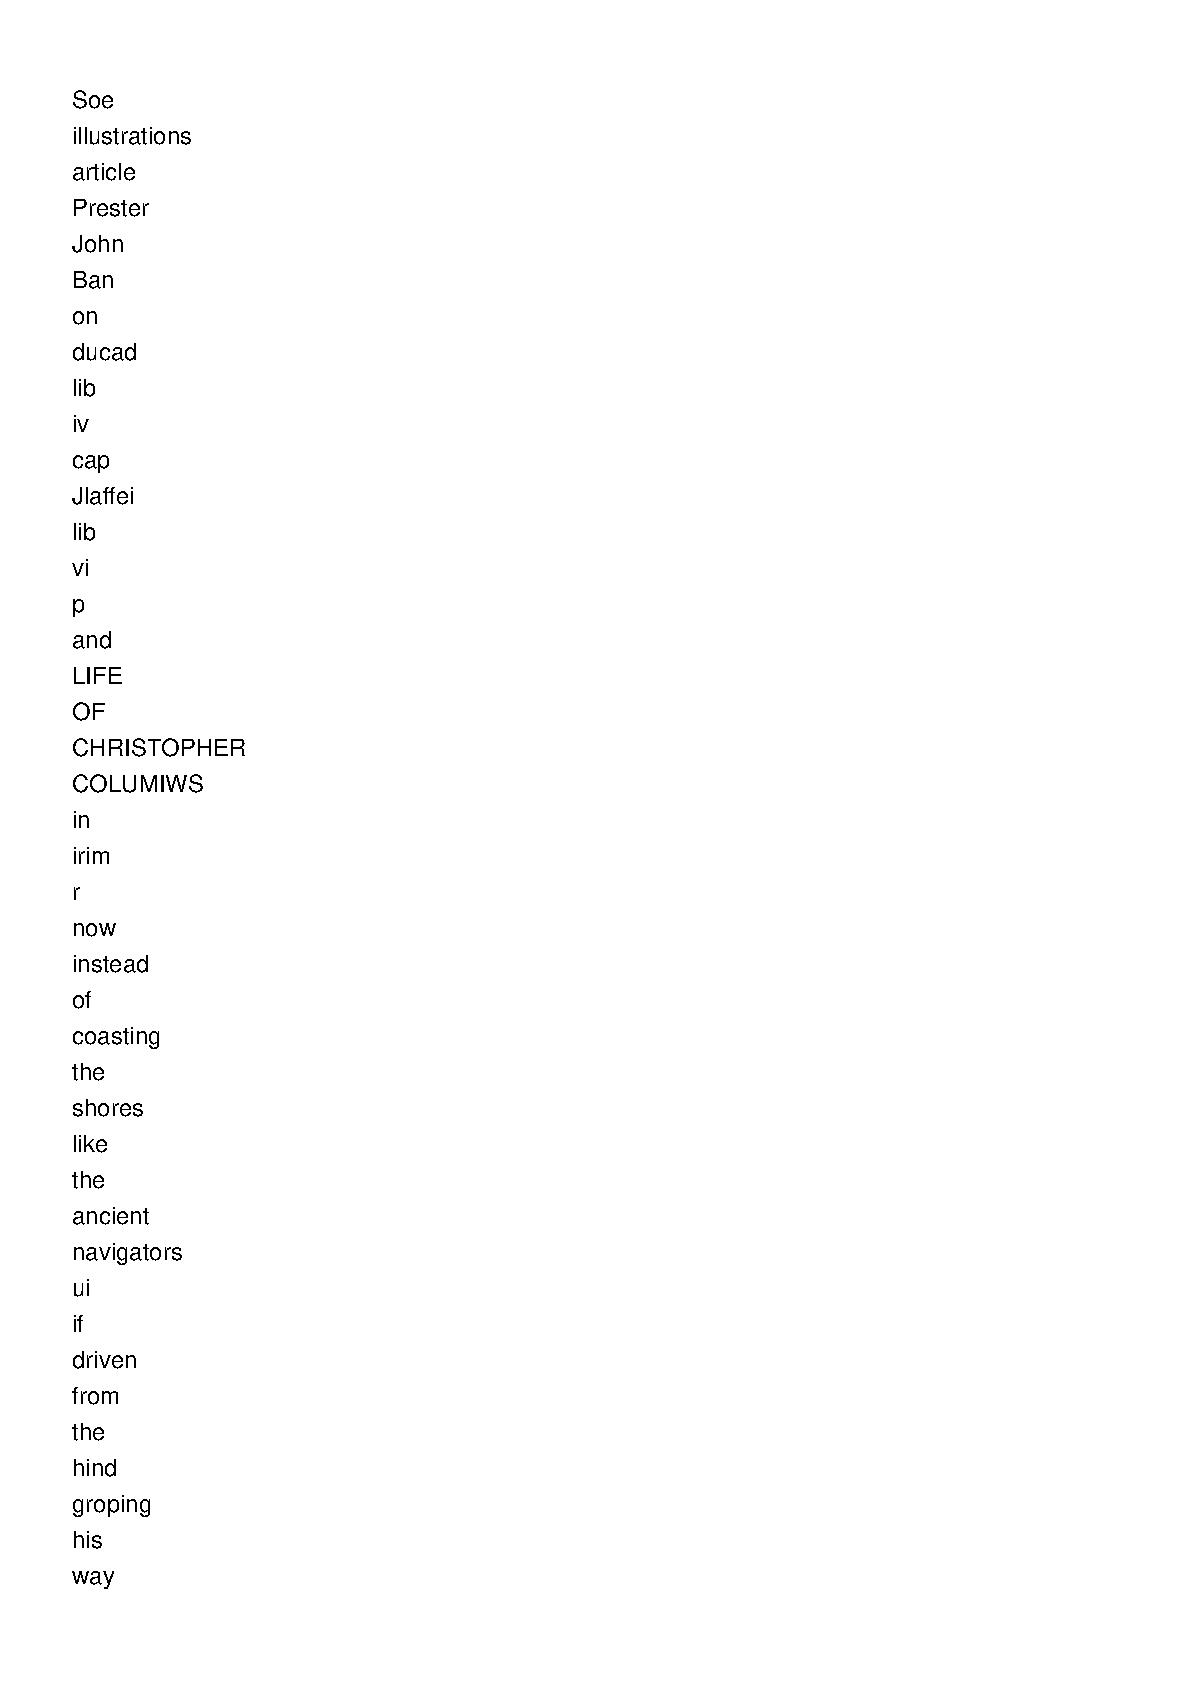 Soe
illustrations
article
Prester
John
Ban
on
ducad
lib
iv
cap
Jlaffei
lib
vi
p
and
LIFE
OF
CHRISTOPHER
COLUMIWS
in
irim
r
now
instead
of
coasting
the
shores
like
the
ancient
navigators
ui
if
driven
from
the
hind
groping
his
way